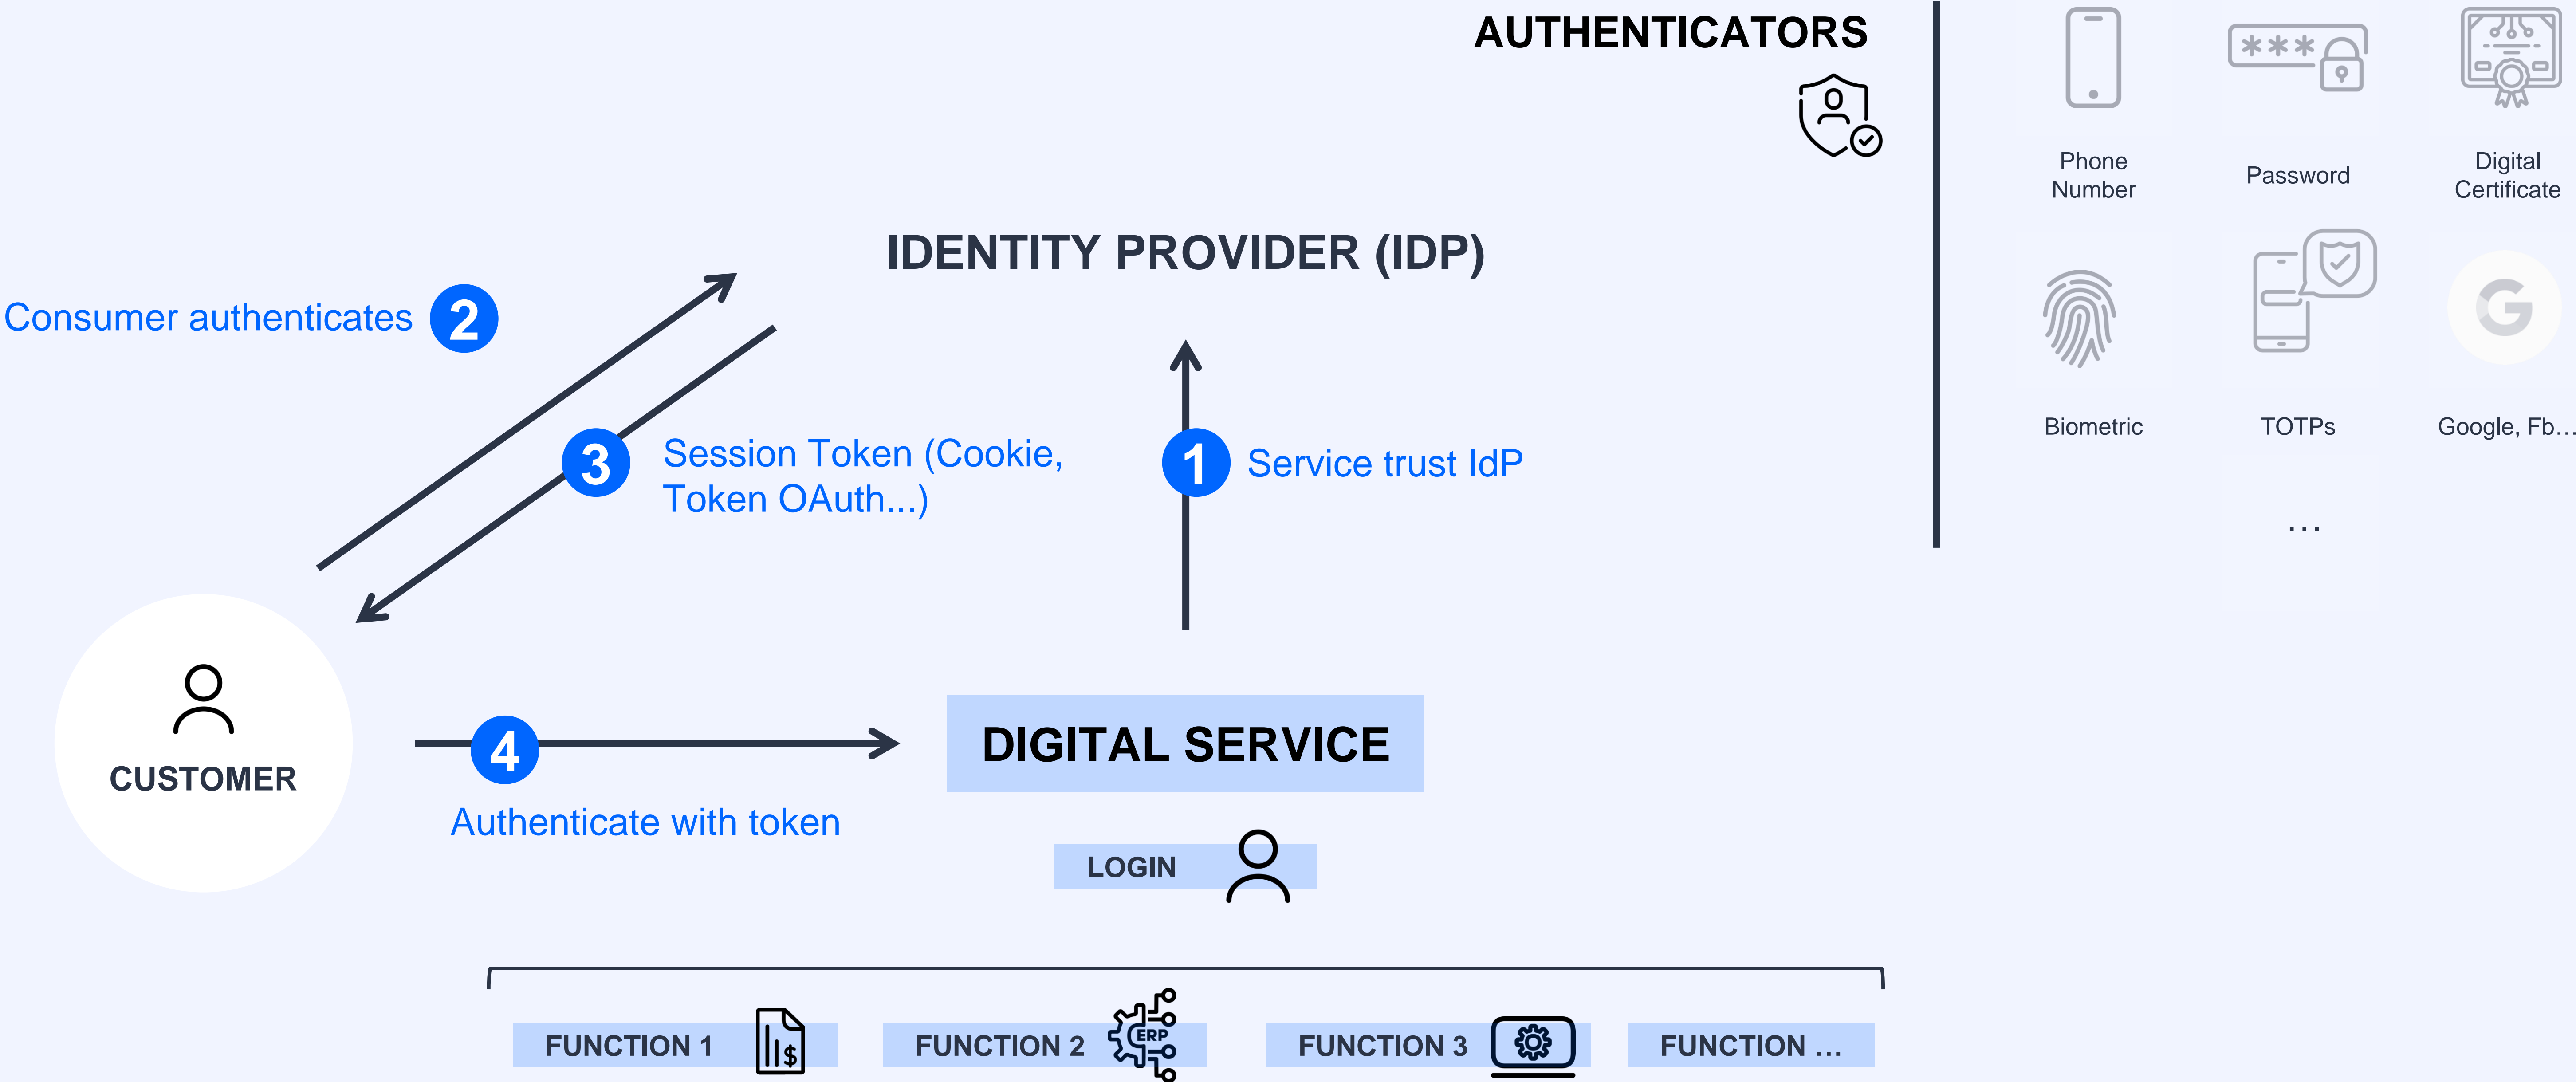 AUTHENTICATORS
***
Phone
Number
Password
Digital
Certificate
IDENTITY PROVIDER (IDP)
Consumer authenticates 2
G
Biometric
TOTPs
Google, Fb...
3 Session Token (Cookie,
Token OAuth...)
1 Service trust IdP
...
CUSTOMER
4
Authenticate with token
DIGITAL SERVICE
LOGIN
FUNCTION 1
$
FUNCTION 2
ERP
FUNCTION 3
FUNCTION ...